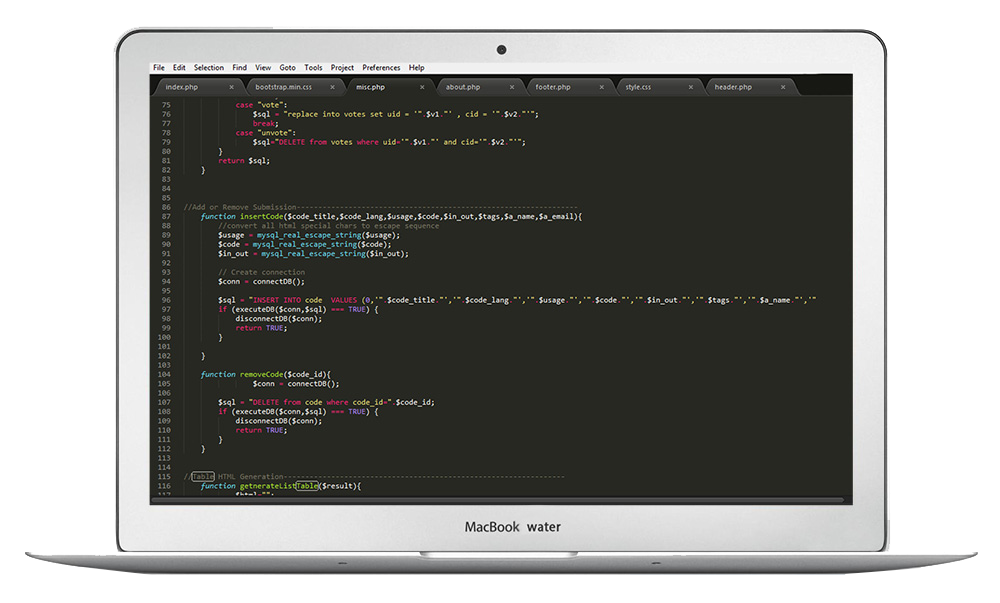 File Edit Selection Find View Goto Tools Project Preferences Help
index.php × bootstrap.min.css × misc.php × about.php × footer.php × style.css × header.php ×
75 case "vote":
76 $sql = "replace into votes set uid = '".$v1."' , cid = '".$v2."'";
77 break;
78 case "unvote":
79 $sql="DELETE from votes where uid='".$v1."' and cid='".$v2."'";
80 }
81 return $sql;
82 }
83
84
85
86 //Add or Remove Submission--------------------------------------------------------------------
87 function insertCode($code_title,$code_lang,$usage,$code,$in_out,$tags,$a_name,$a_email){
88 //convert all html special chars to escape sequence
89 $usage = mysql_real_escape_string($usage);
90 $code = mysql_real_escape_string($code);
91 $in_out = mysql_real_escape_string($in_out);
92
93 // Create connection
94 $conn = connectDB();
95
96 $sql = "INSERT INTO code VALUES (0,'".$code_title."','".$code_lang."','".$usage."','".$code."','".$in_out."','".$tags."','".$a_name."','"
97 if (executeDB($conn,$sql) === TRUE) {
98 disconnectDB($conn);
99 return TRUE;
100 }
101
102 }
103
104 function removeCode($code_id){
105 $conn = connectDB();
106
107 $sql = "DELETE from code where code_id=".$code_id;
108 if (executeDB($conn,$sql) === TRUE) {
109 disconnectDB($conn);
110 return TRUE;
111 }
112 }
113
114
115 //Table HTML Generation-----------------------------------------------------------------
116 function getnerateListTable($result){
117 $html="";
MacBook water